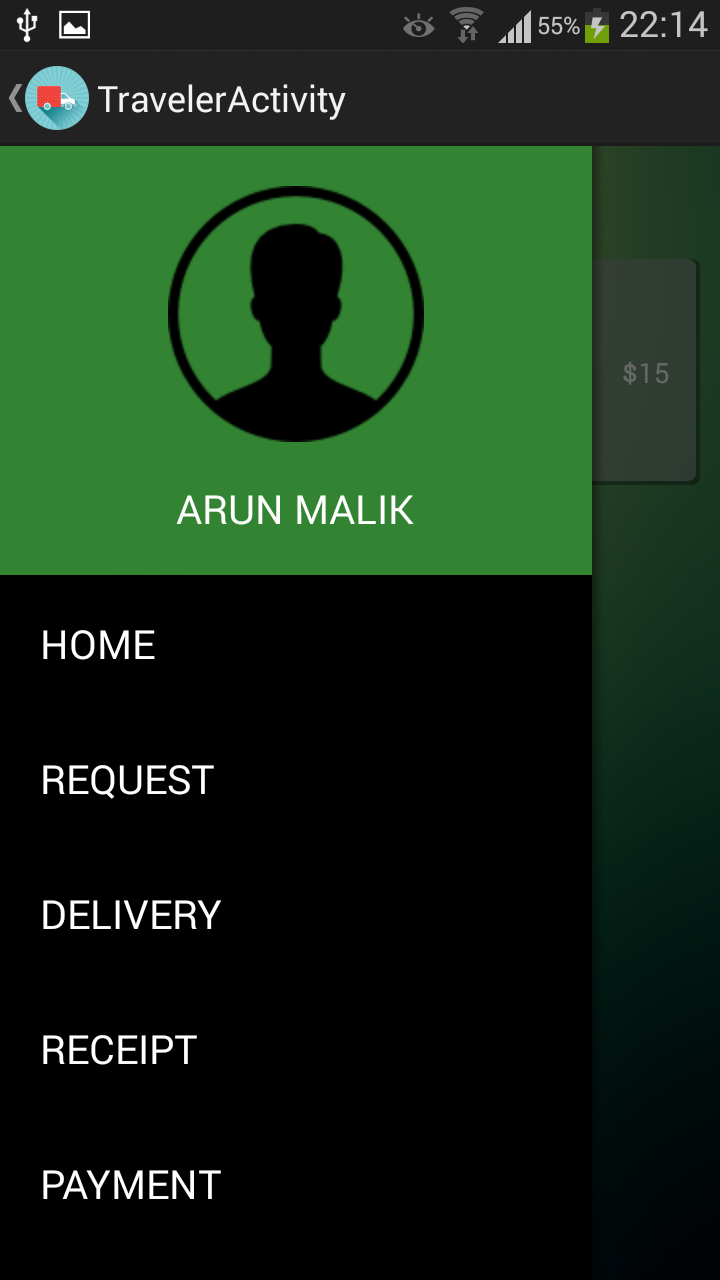 55% 22:14
TravelerActivity
$15
ARUN MALIK
HOME
REQUEST
DELIVERY
RECEIPT
PAYMENT